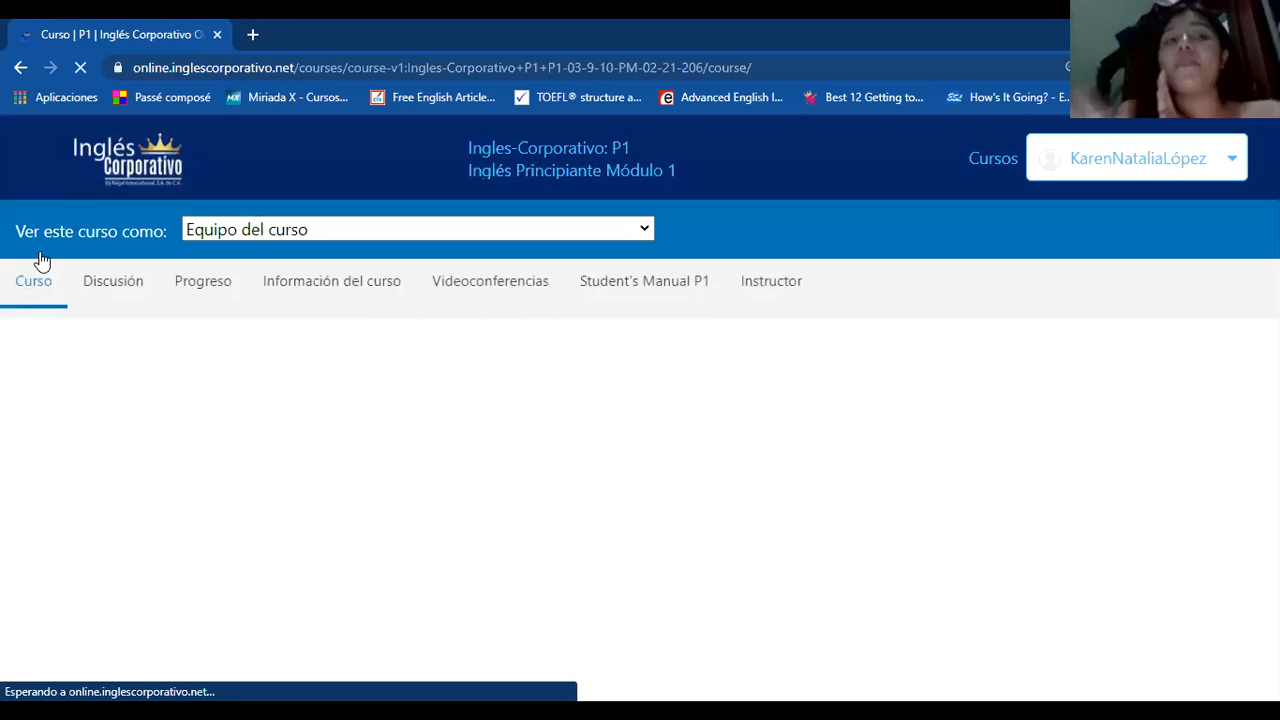 Curso | P1 | Inglés Corporativo O
online.inglescorporativo.net/courses/course-v1:Ingles-Corporativo+P1+P1-03-9-10-PM-02-21-206/course/
Aplicaciones Passé composé Miriada X - Cursos... Free English Article... TOEFL® structure a... Advanced English I... Best 12 Getting to... How's It Going? - E...
Inglés
Corporativo
Ingles-Corporativo: P1
Inglés Principiante Módulo 1
Cursos KarenNataliaLópez
Ver este curso como: Equipo del curso
Curso Discusión Progreso Información del curso Videoconferencias Student's Manual P1 Instructor
Esperando a online.inglescorporativo.net...